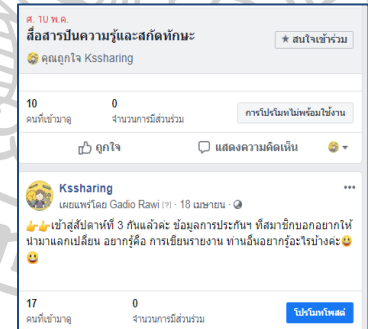 ศ. 10 พ.ค.
สื่อสารปันความรู้และสกัดทักษะ
★ สนใจเข้าร่วม
คุณถูกใจ Kssharing
10 0
คนที่เข้ามาดู จำนวนการมีส่วนร่วม
การโปรโมทไม่พร้อมใช้งาน
ถูกใจ แสดงความคิดเห็น
Kssharing
เผยแพร่โดย Gadio Rawi [?] · 18 เมษายน ·
👉👉เข้าสู่สัปดาห์ที่ 3 กันแล้วค่ะ ข้อมูลการประกันฯ ที่สมาชิกบอกอยากให้
นำมาแลกเปลี่ยน อยากรู้คือ การเขียนรายงาน ท่านอื่นอยากรู้อะไรบ้างค่ะ😃
😃
17 0
คนที่เข้ามาดู จำนวนการมีส่วนร่วม
โปรโมทโพสต์